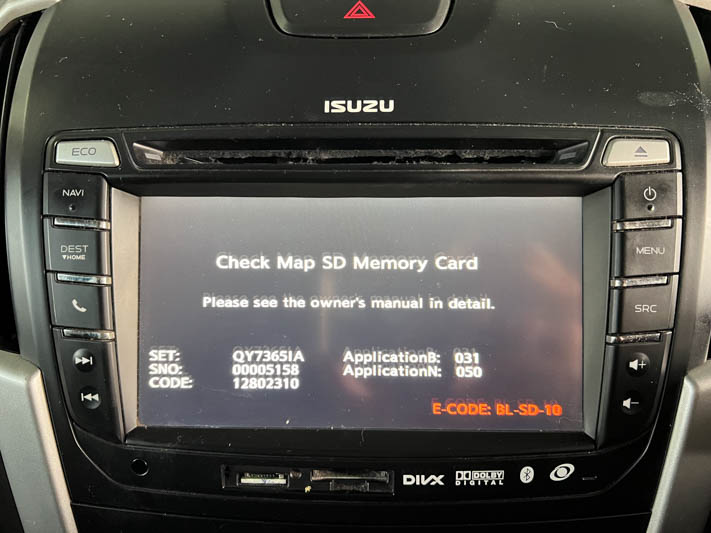 ISUZU
ECO
NAVI
DEST
▼HOME
MENU
SRC
Check Map SD Memory Card
Please see the owner's manual in detail.
SET: QY7365IA ApplicationB: 031
SNO: 00005158 ApplicationN: 050
CODE: 12802310
E-CODE: BL-SD-10
DIVX
DOLBY
DIGITAL